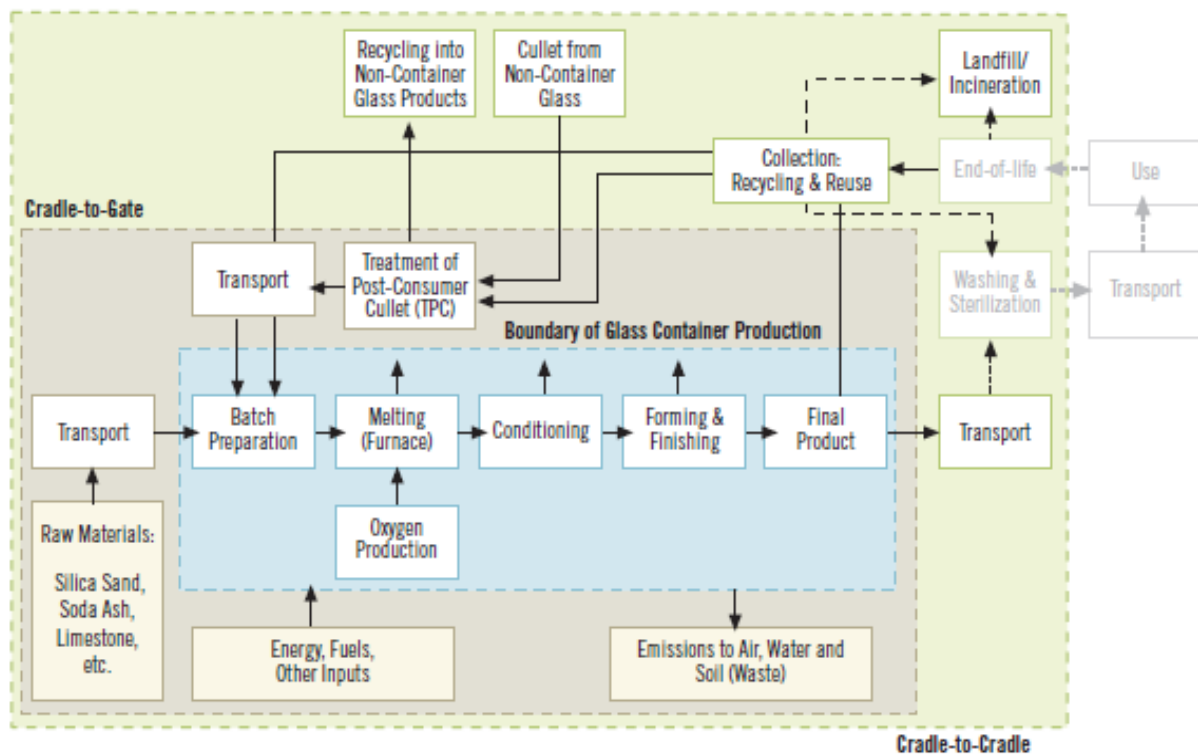 Recycling into
Non-Container
Glass Products
Cullet from
Non-Container
Glass
Landfill/
Incineration
Collection:
Recycling & Reuse
End-of-life
Use
Cradle-to-Gate
Transport
Treatment of
Post-Consumer
Cullet (TPC)
Washing &
Sterilization
Transport
Boundary of Glass Container Production
Transport
Batch
Preparation
Melting
(Furnace)
Conditioning
Forming &
Finishing
Final
Product
Transport
Raw Materials:
Silica Sand,
Soda Ash,
Limestone,
etc.
Oxygen
Production
Energy, Fuels,
Other Inputs
Emissions to Air, Water and
Soil (Waste)
Cradle-to-Cradle